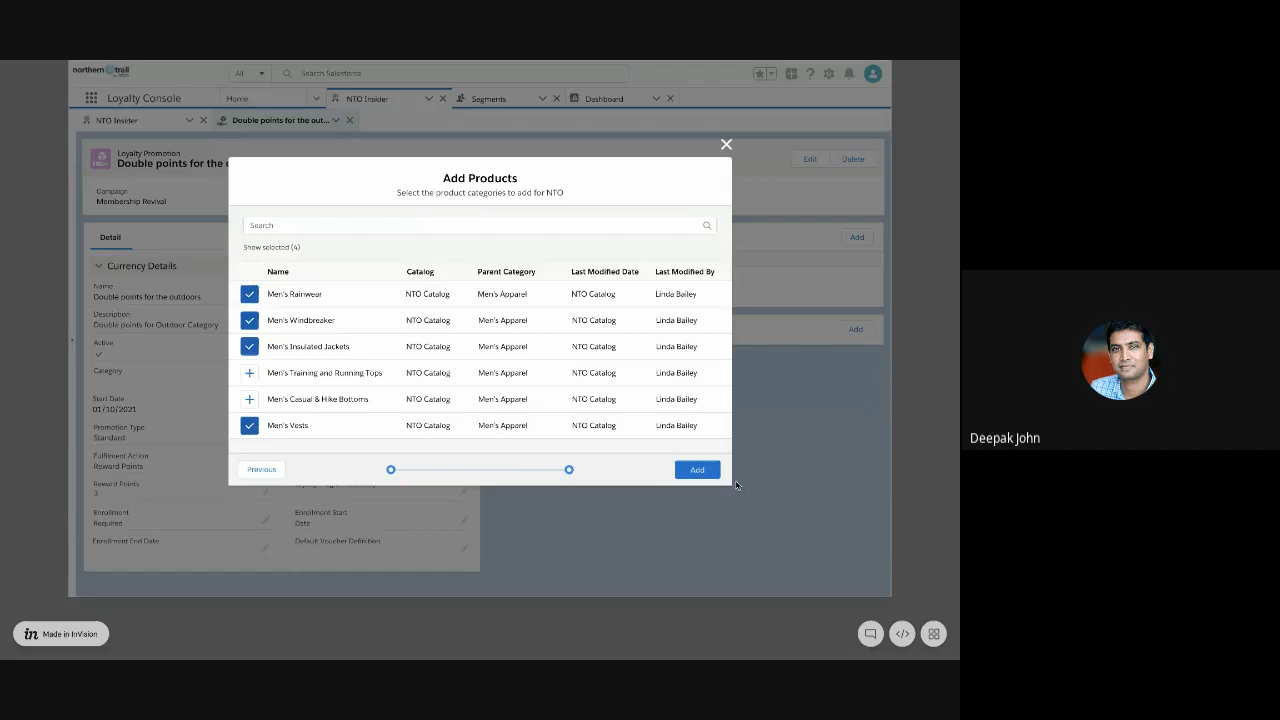 northern trail
All
Search Salesforce
Loyalty Console
Home
NTO Insider
Segments
Dashboard
NTO Insider
Double points for the out...
Loyalty Promotion
Double points for the o
Edit
Delete
Campaign
Membership Revival
Detail
Add
Currency Details
Name
Double points for the outdoors
Description
Double points for Outdoor Category
Add
Active
Category
Start Date
01/10/2021
Promotion Type
Standard
Fulfilment Action
Reward Points
Reward Points
3
Enrollment
Required
Enrollment Start
Date
Enrollment End Date
Default Voucher Definition
Add Products
Select the product categories to add for NTO
Search
Show selected (4)
Name Catalog Parent Category Last Modified Date Last Modified By
Men's Rainwear NTO Catalog Men's Apparel NTO Catalog Linda Bailey
Men's Windbreaker NTO Catalog Men's Apparel NTO Catalog Linda Bailey
Men's Insulated Jackets NTO Catalog Men's Apparel NTO Catalog Linda Bailey
Men's Training and Running Tops NTO Catalog Men's Apparel NTO Catalog Linda Bailey
Men's Casual & Hike Bottoms NTO Catalog Men's Apparel NTO Catalog Linda Bailey
Men's Vests NTO Catalog Men's Apparel NTO Catalog Linda Bailey
Previous
Add
in Made in InVision
Deepak John